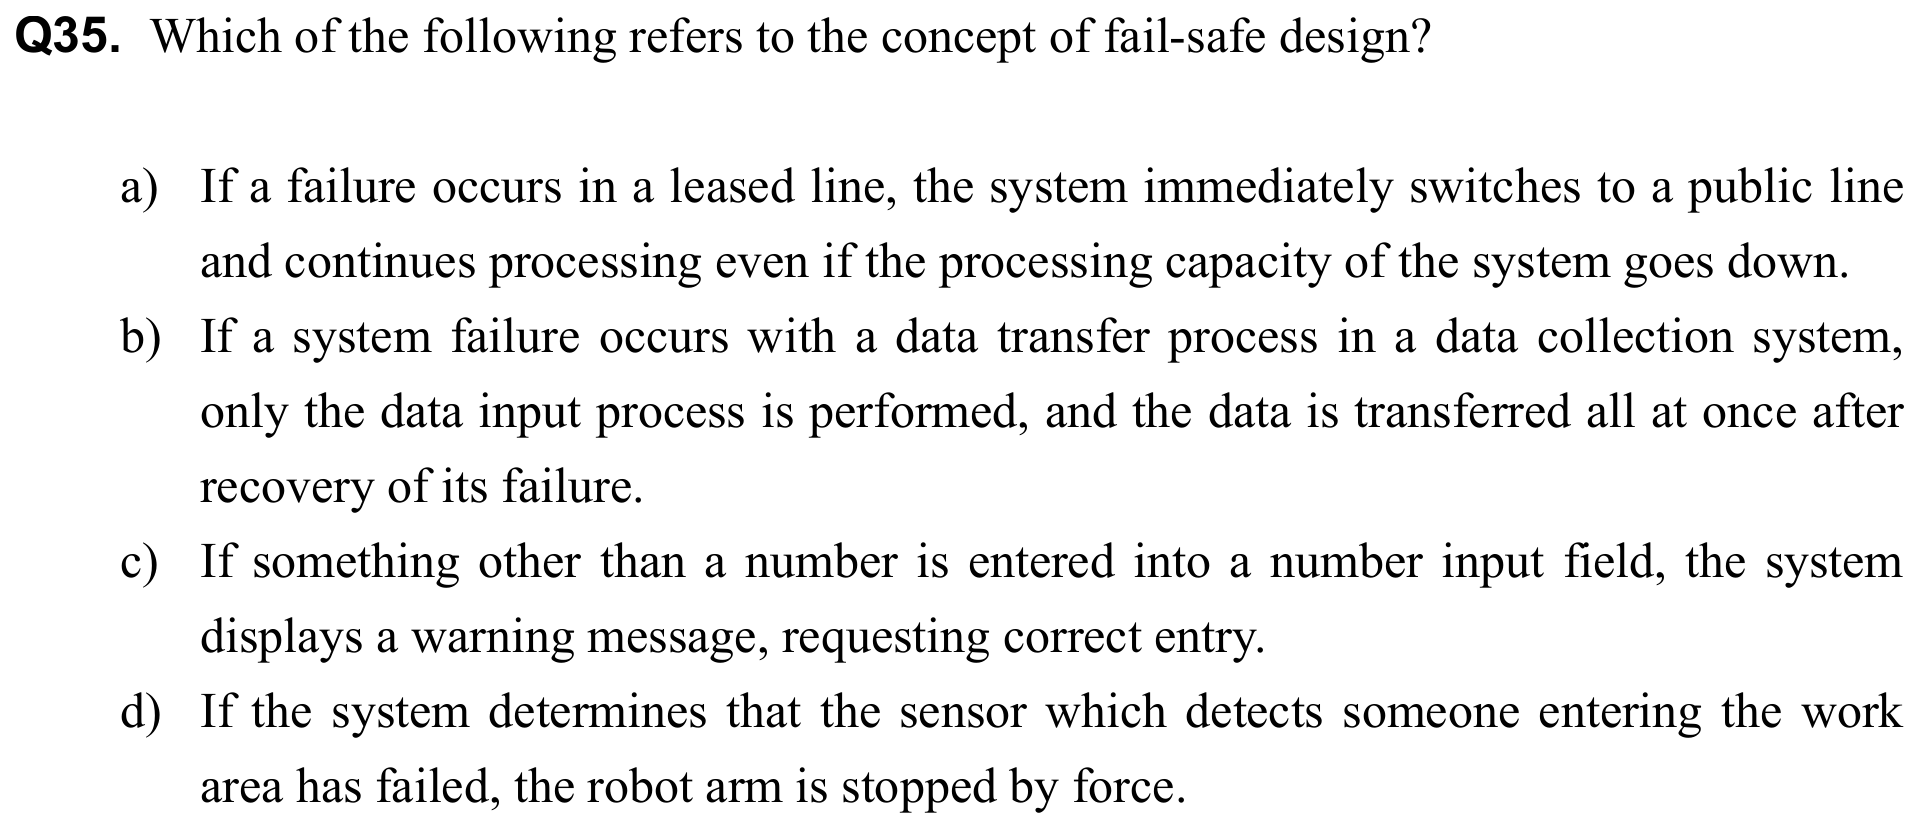 Q35. Which of the following refers to the concept of fail-safe design?
a) If a failure occurs in a leased line, the system immediately switches to a public line
and continues processing even if the processing capacity of the system goes down.
b) If a system failure occurs with a data transfer process in a data collection system,
only the data input process is performed, and the data is transferred all at once after
recovery of its failure.
c) If something other than a number is entered into a number input field, the system
displays a warning message, requesting correct entry.
d) If the system determines that the sensor which detects someone entering the work
area has failed, the robot arm is stopped by force.